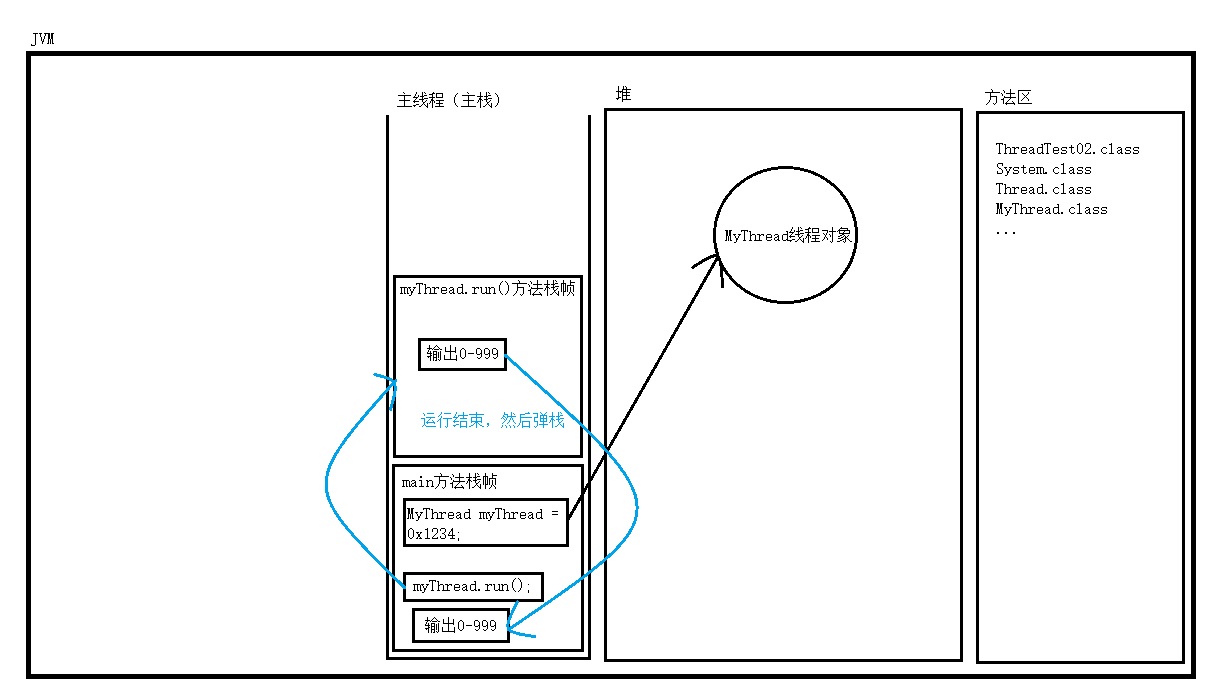 JVM
主线程（主栈）
堆
方法区
ThreadTest02.class
System.class
Thread.class
MyThread.class
...
MyThread线程对象
myThread.run()方法栈帧
输出0-999
运行结束，然后弹栈
main方法栈帧
MyThread myThread =
0x1234;
myThread.run();
输出0-999